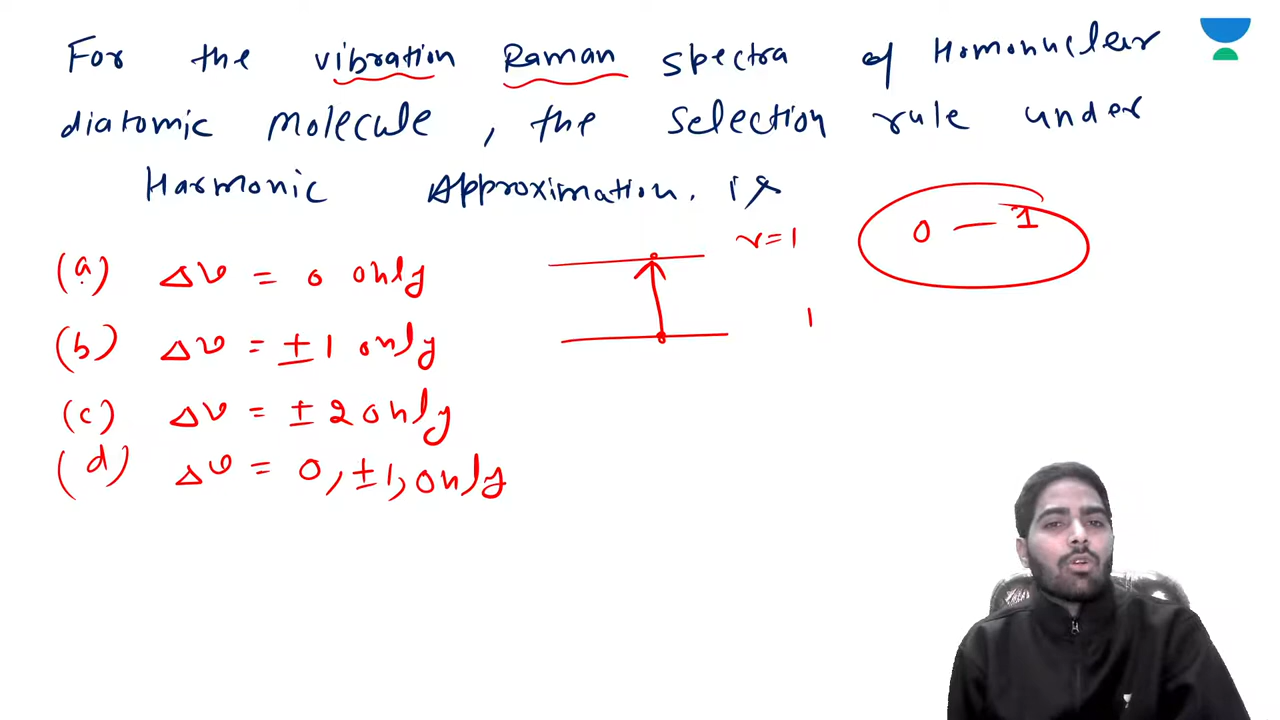 For the vibration Raman spectra of Homonuclear
diatomic molecule, the selection rule under
Harmonic Approximation. is
(a) Δv = 0 only
(b) Δv = ±1 only
(c) Δv = ±2 only
(d) Δv = 0, ±1, only
v=1
1
0 — 1